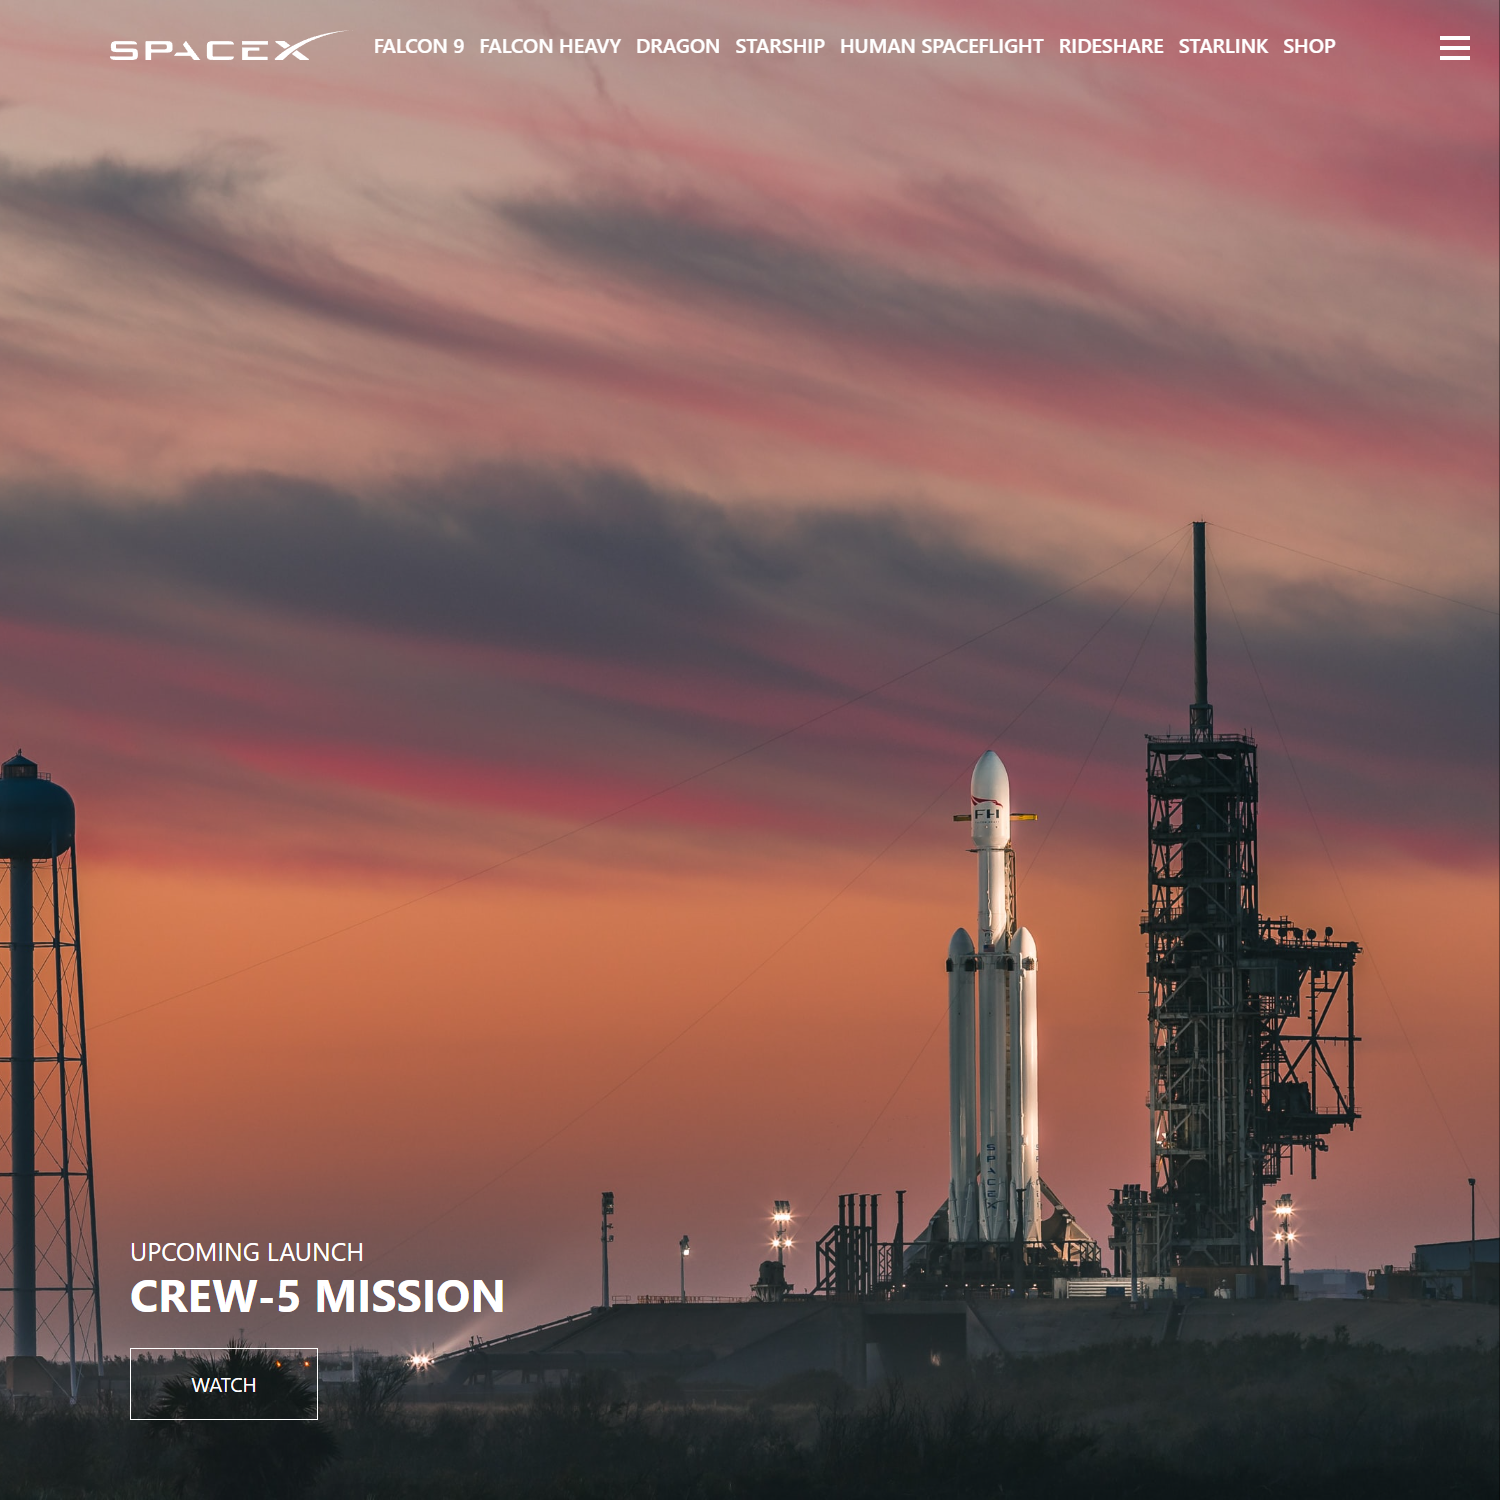 SPACEX FALCON 9 FALCON HEAVY DRAGON STARSHIP HUMAN SPACEFLIGHT RIDESHARE STARLINK SHOP
FH
SPACEX
UPCOMING LAUNCH
CREW-5 MISSION
WATCH